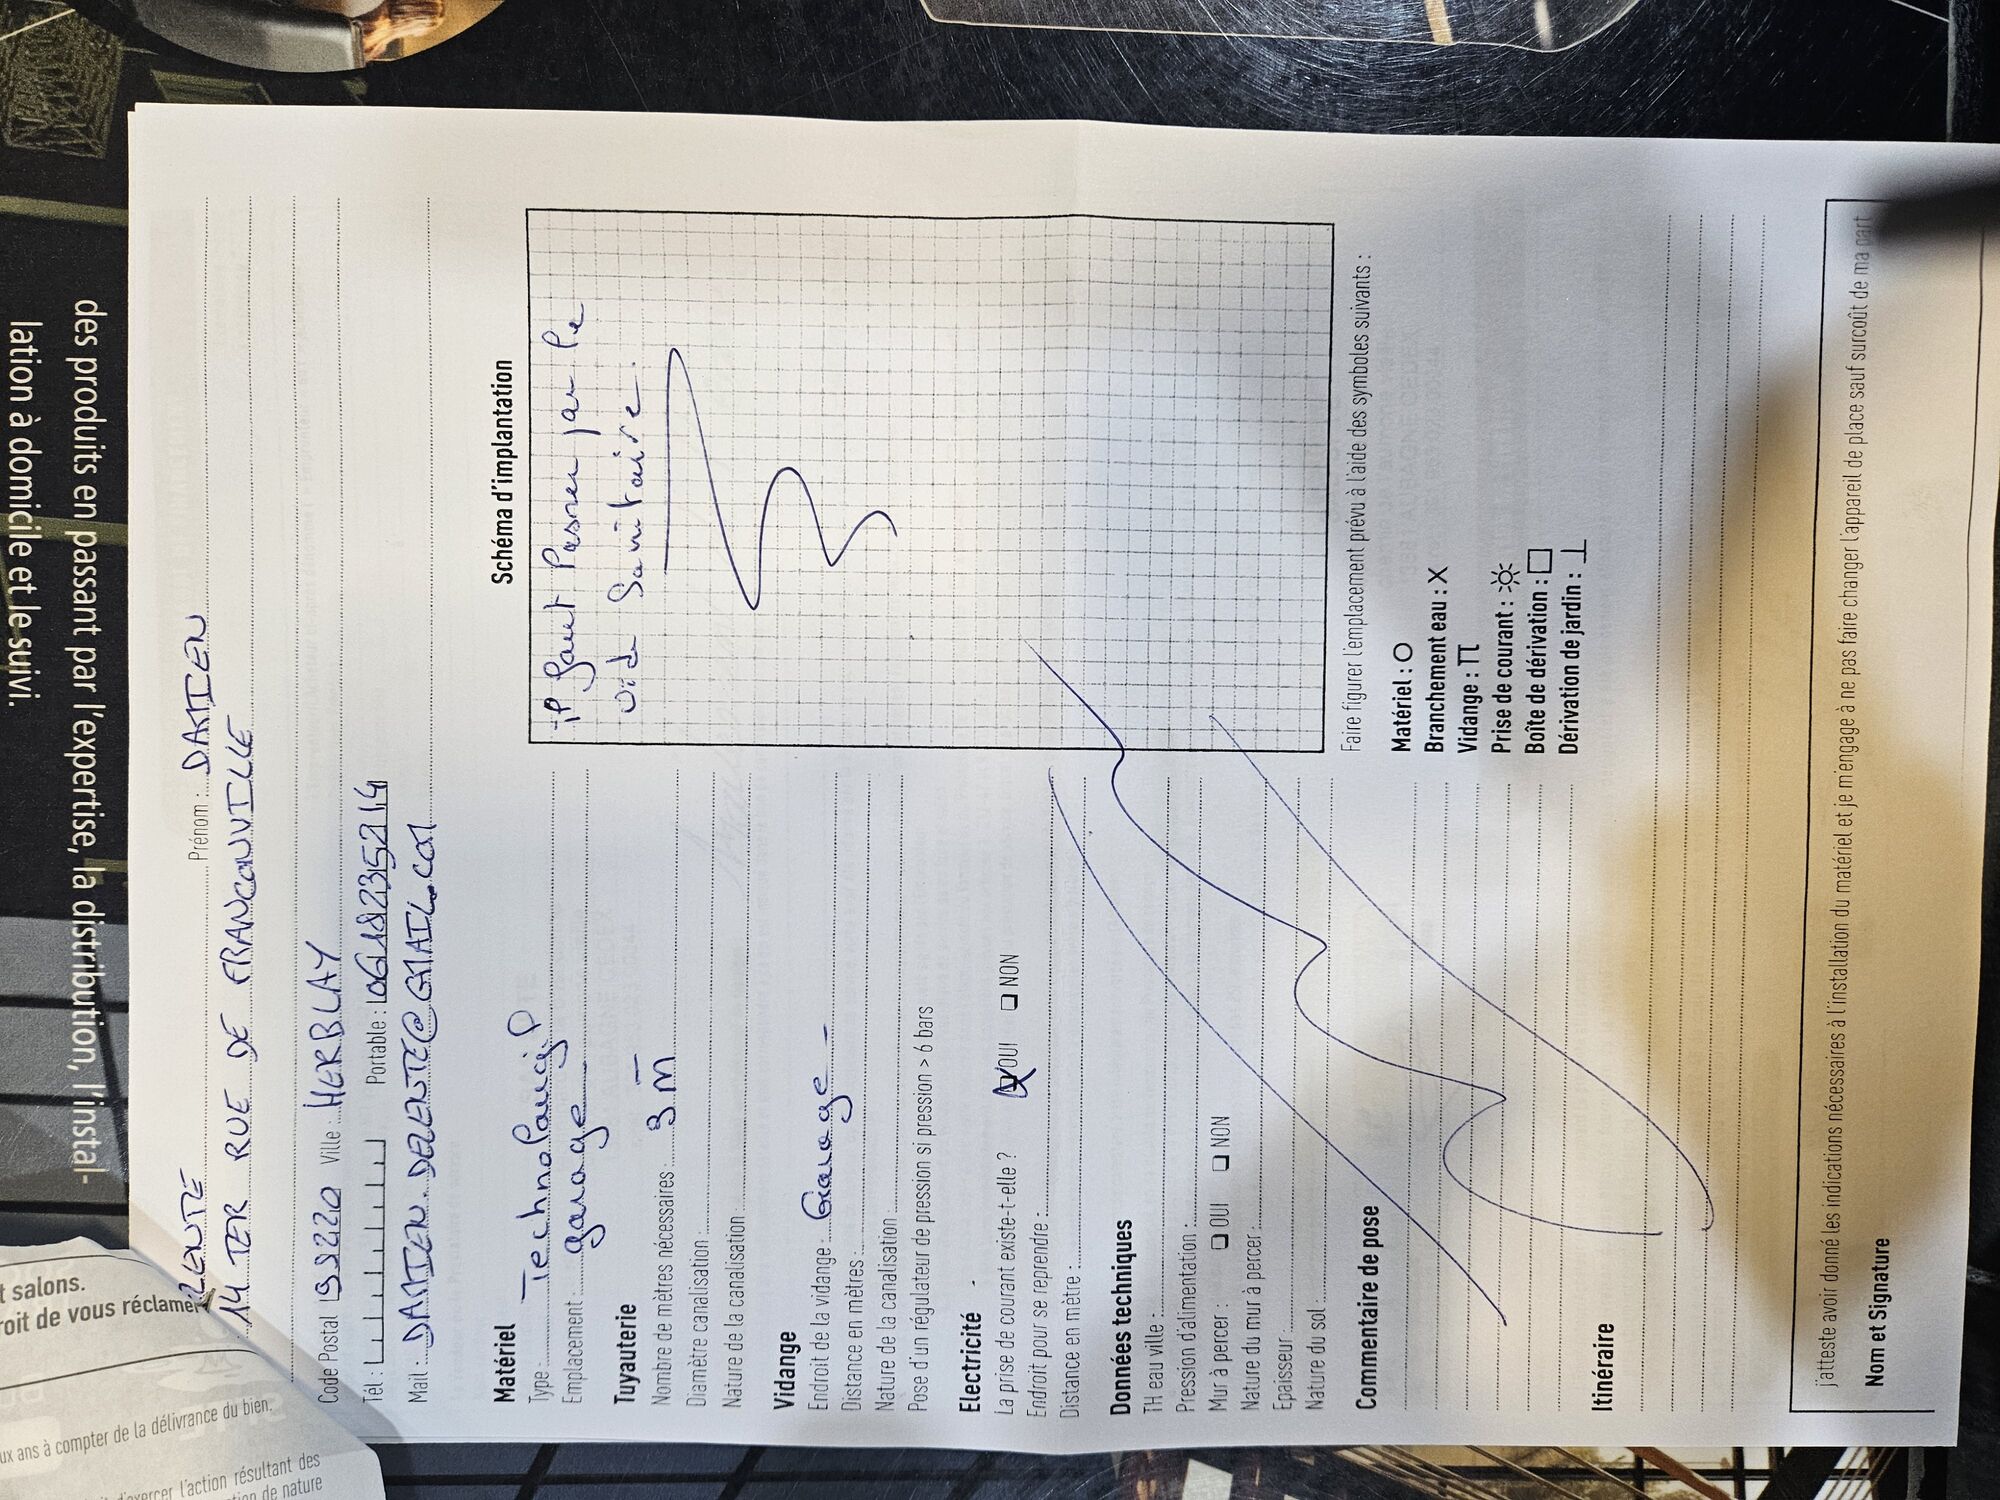 des produits en passant par l'expertise, la distribution, l'instal-
lation à domicile et le suivi.
t salons.
roit de vous réclamer
ux ans à compter de la délivrance du bien.
d'exercer l'action résultant des
tion de nature
LENTE Prénom : DAMIEN
14 TER RUE DE FRANCONVILLE
Code Postal 95220 Ville : HERBLAY
Tél : Portable : 0618235214
Mail : DAMIEN.DELENTE@GMAIL.COM
Matériel
Type :
Emplacement : garage
Tuyauterie
Nombre de mètres nécessaires : 3 m
Diamètre canalisation :
Nature de la canalisation :
Vidange
Endroit de la vidange : Garage
Distance en mètres :
Nature de la canalisation :
Pose d'un régulateur de pression si pression > 6 bars
Electricité
La prise de courant existe-t-elle ? ☒ OUI ☐ NON
Endroit pour se reprendre :
Distance en mètre :
Données techniques
TH eau ville :
Pression d'alimentation :
Mur à percer : ☐ OUI ☐ NON
Nature du mur à percer :
Epaisseur :
Nature du sol :
Commentaire de pose
Itinéraire
Schéma d'implantation
il faut Passer par le
vide Sanitaire.
Faire figurer l'emplacement prévu à l'aide des symboles suivants :
Matériel : O
Branchement eau : X
Vidange : π
Prise de courant : ☼
Boîte de dérivation : □
Dérivation de jardin : ⊥
j'atteste avoir donné les indications nécessaires à l'installation du matériel et je m'engage à ne pas faire changer l'appareil de place sauf surcoût de ma part
Nom et Signature